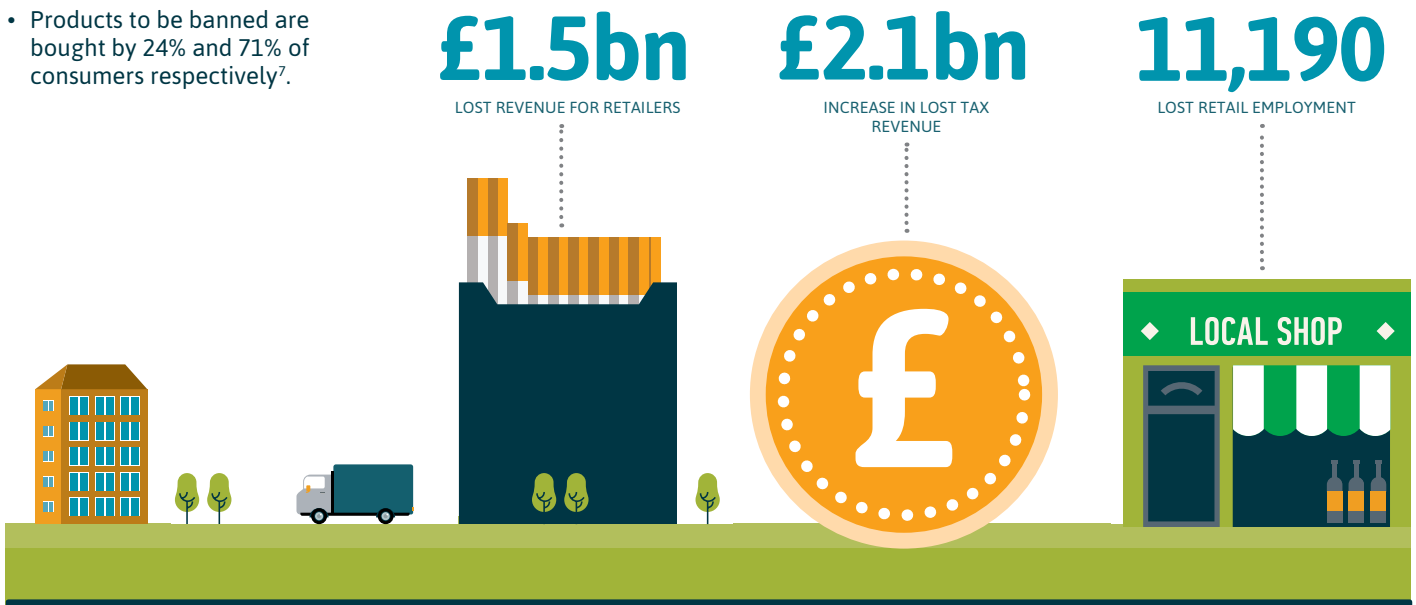 • Products to be banned are
bought by 24% and 71% of
consumers respectively⁷.
£1.5bn
LOST REVENUE FOR RETAILERS
£2.1bn
INCREASE IN LOST TAX
REVENUE
11,190
LOST RETAIL EMPLOYMENT
£
LOCAL SHOP